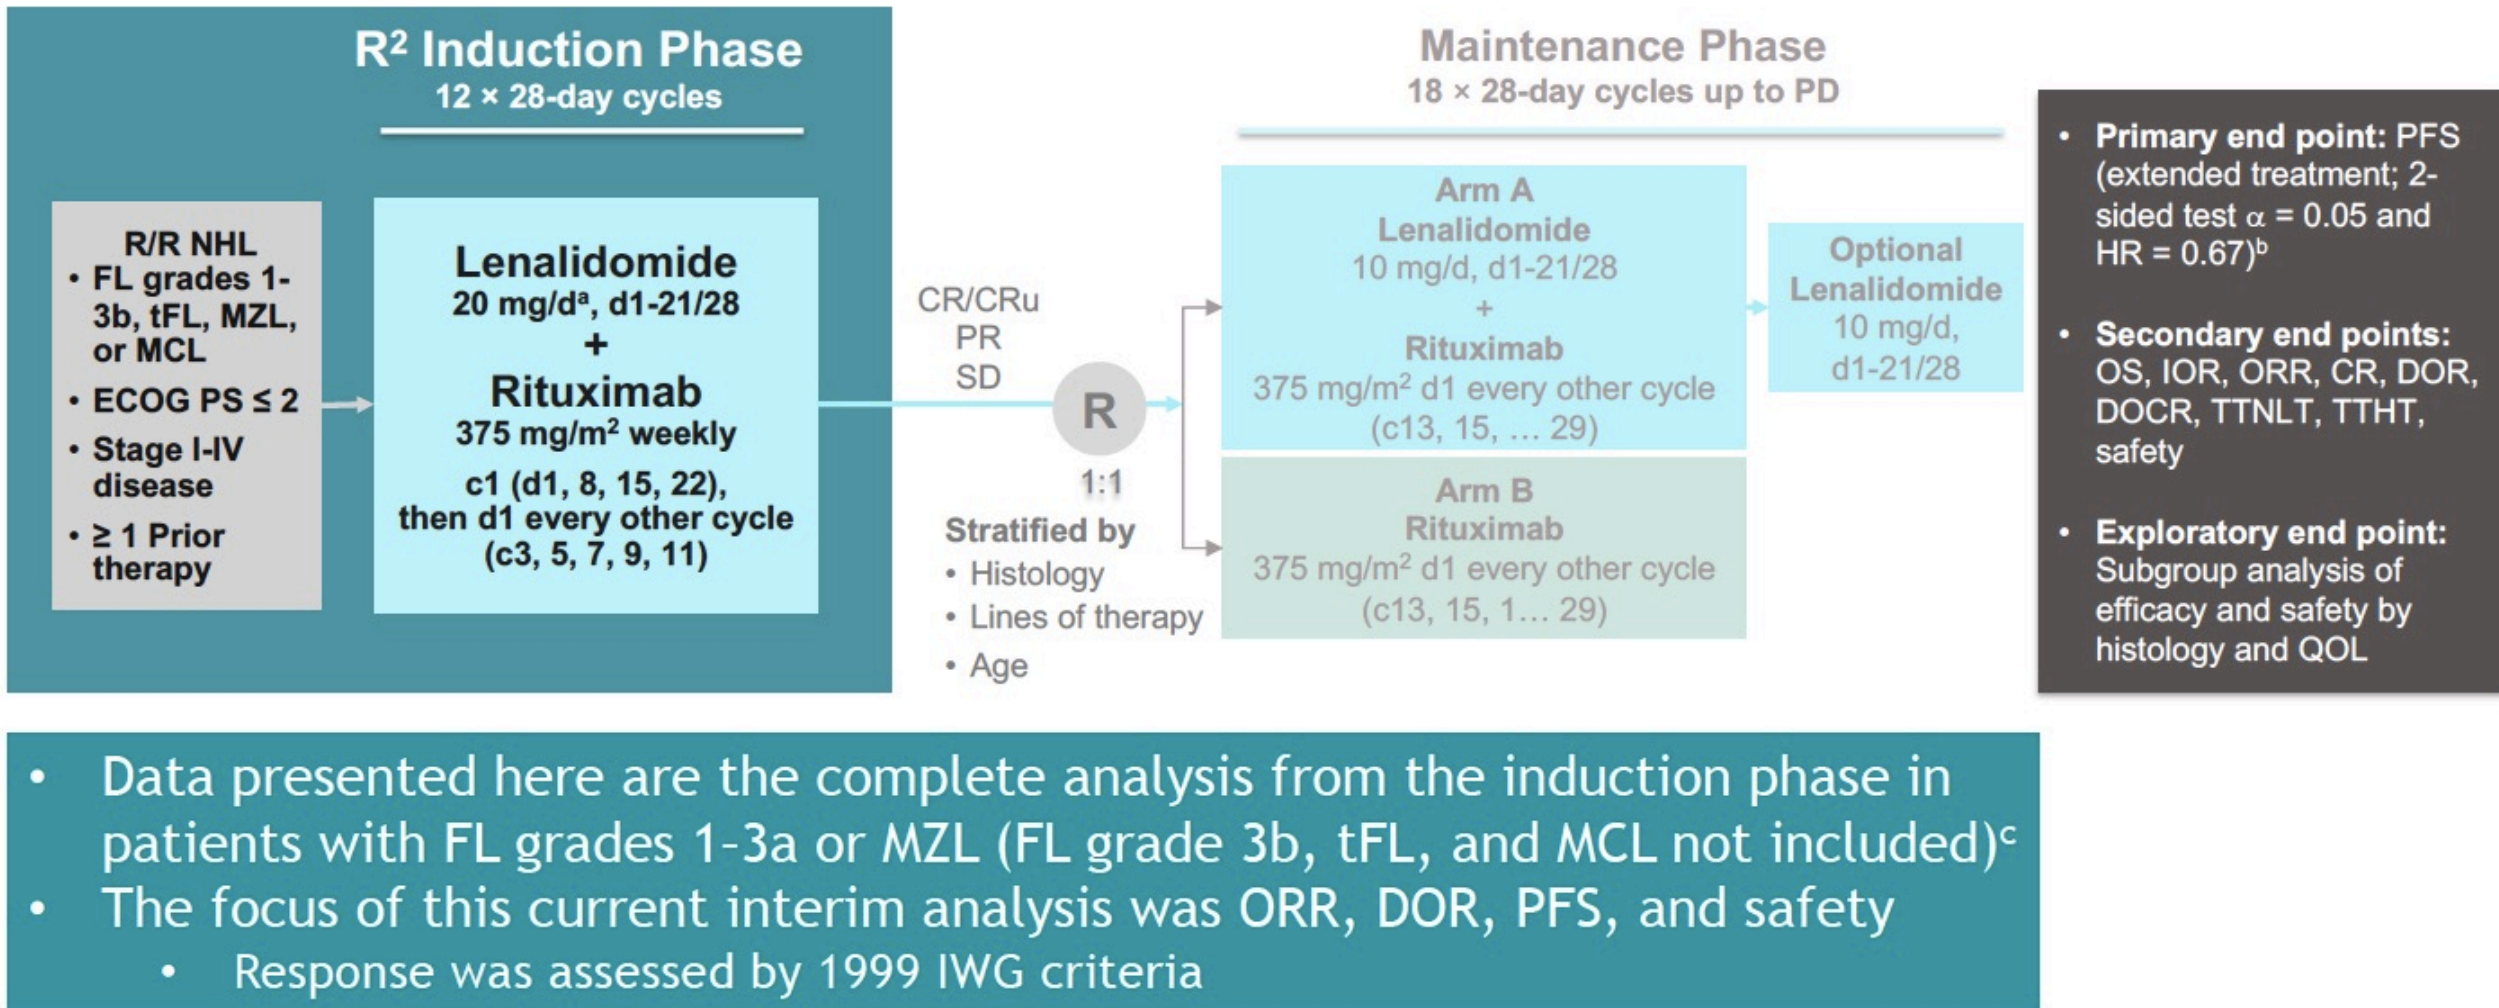 R² Induction Phase
12 × 28-day cycles
R/R NHL
• FL grades 1-
3b, tFL, MZL,
or MCL
• ECOG PS ≤ 2
• Stage I-IV
disease
• ≥ 1 Prior
therapy
Lenalidomide
20 mg/dᵃ, d1-21/28
+
Rituximab
375 mg/m² weekly
c1 (d1, 8, 15, 22),
then d1 every other cycle
(c3, 5, 7, 9, 11)
CR/CRu
PR
SD
R
1:1
Stratified by
• Histology
• Lines of therapy
• Age
Maintenance Phase
18 × 28-day cycles up to PD
Arm A
Lenalidomide
10 mg/d, d1-21/28
+
Rituximab
375 mg/m² d1 every other cycle
(c13, 15, … 29)
Arm B
Rituximab
375 mg/m² d1 every other cycle
(c13, 15, 1… 29)
Optional
Lenalidomide
10 mg/d,
d1-21/28
• Primary end point: PFS
(extended treatment; 2-
sided test α = 0.05 and
HR = 0.67)ᵇ
• Secondary end points:
OS, IOR, ORR, CR, DOR,
DOCR, TTNLT, TTHT,
safety
• Exploratory end point:
Subgroup analysis of
efficacy and safety by
histology and QOL
• Data presented here are the complete analysis from the induction phase in
patients with FL grades 1–3a or MZL (FL grade 3b, tFL, and MCL not included)ᶜ
• The focus of this current interim analysis was ORR, DOR, PFS, and safety
• Response was assessed by 1999 IWG criteria